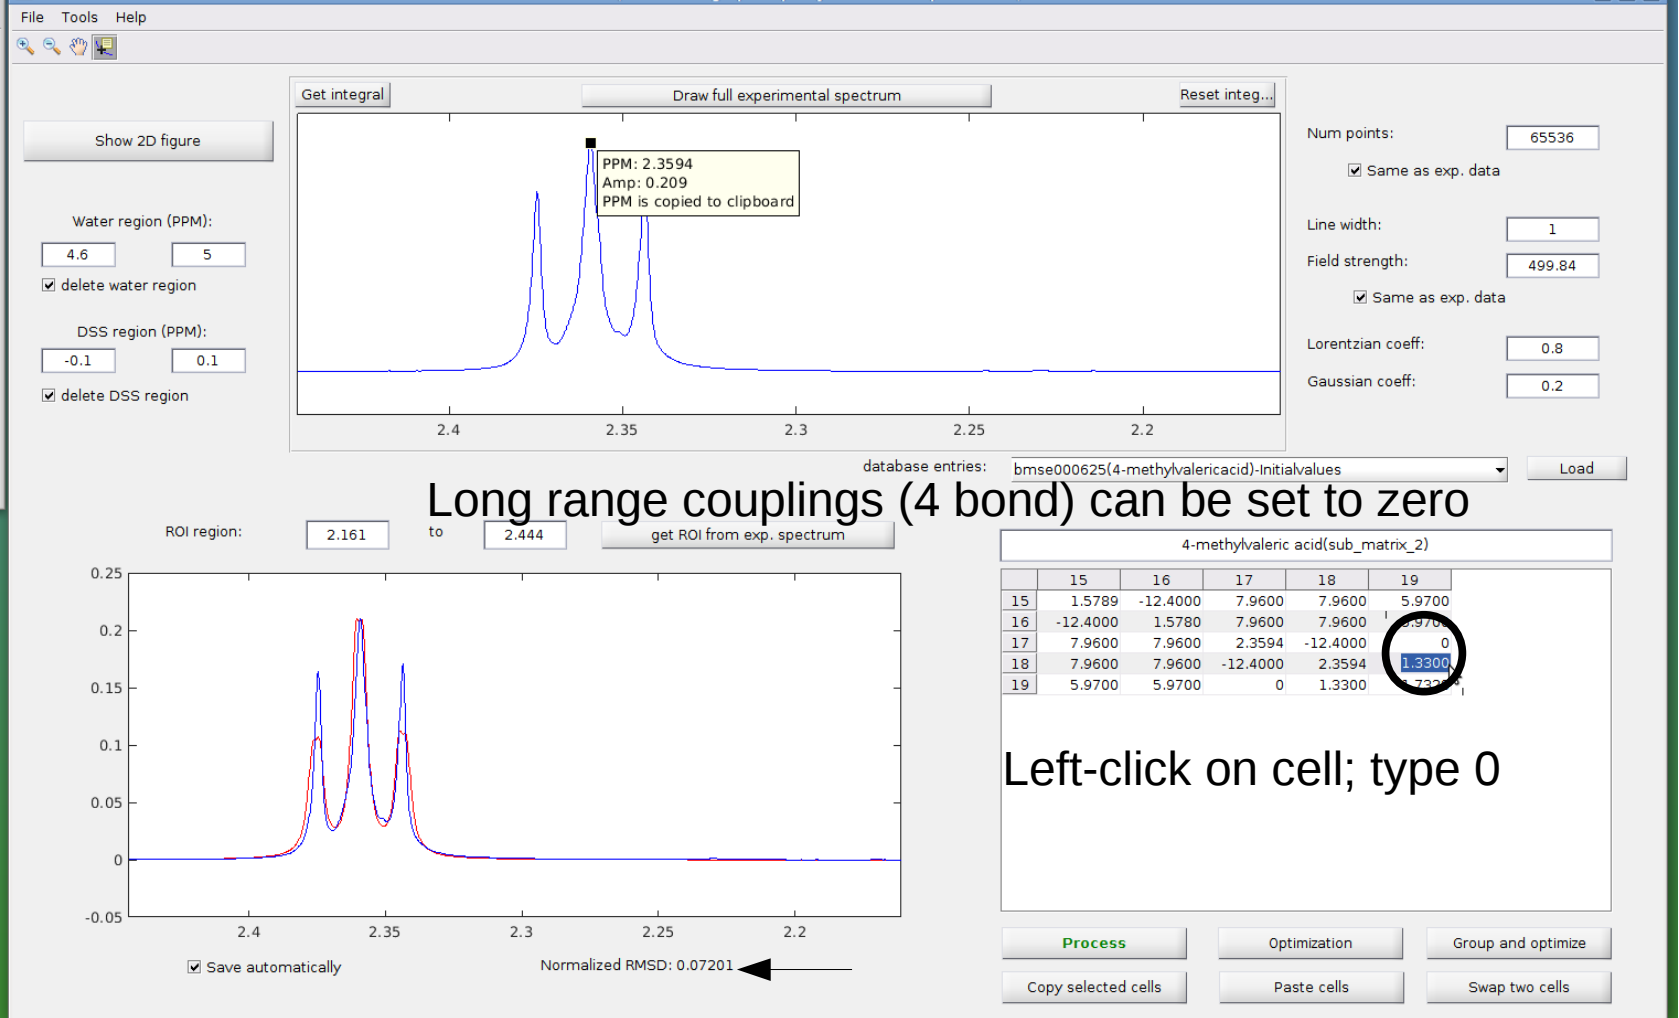 File Tools Help
Get integral
Draw full experimental spectrum
Reset integ...
Show 2D figure
PPM: 2.3594
Amp: 0.209
PPM is copied to clipboard
2.4 2.35 2.3 2.25 2.2
Water region (PPM):
4.6 5
delete water region
DSS region (PPM):
-0.1 0.1
delete DSS region
Num points: 65536
Same as exp. data
Line width: 1
Field strength: 499.84
Same as exp. data
Lorentzian coeff: 0.8
Gaussian coeff: 0.2
database entries: bmse000625(4-methylvalericacid)-Initialvalues Load
Long range couplings (4 bond) can be set to zero
ROI region: 2.161 to 2.444 get ROI from exp. spectrum
4-methylvaleric acid(sub_matrix_2)
0.25
0.2
0.15
0.1
0.05
0
-0.05
2.4 2.35 2.3 2.25 2.2
15 16 17 18 19
15 1.5789 -12.4000 7.9600 7.9600 5.9700
16 -12.4000 1.5780 7.9600 7.9600
17 7.9600 7.9600 2.3594 -12.4000 0
18 7.9600 7.9600 -12.4000 2.3594 1.3300
19 5.9700 5.9700 0 1.3300
Left-click on cell; type 0
Save automatically
Normalized RMSD: 0.07201
Process Optimization Group and optimize
Copy selected cells Paste cells Swap two cells